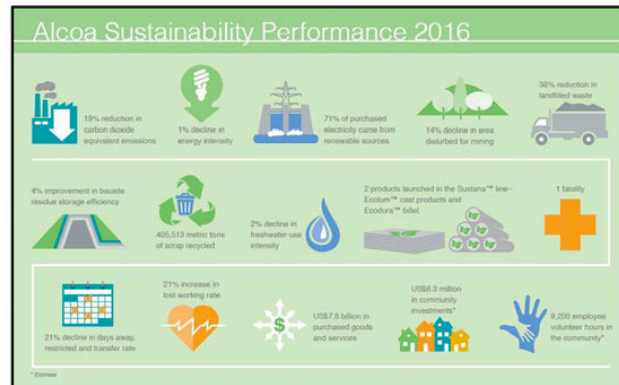 Alcoa Sustainability Performance 2016
19% reduction in
carbon dioxide
equivalent emissions
1% decline in
energy intensity
71% of purchased
electricity came from
renewable sources
14% decline in area
disturbed for mining
38% reduction in
landfilled waste
4% improvement in bauxite
residue storage efficiency
405,513 metric tons
of scrap recycled
2% decline in
freshwater-use
intensity
2 products launched in the Sustana™ line--
Ecolum™ cast products and
Ecodura™ billet
1 fatality
21% decline in days away,
restricted and transfer rate
21% increase in
lost working rate
$
US$7.6 billion in
purchased goods
and services
US$6.3 million
in community
investments*
9,200 employee
volunteer hours in
the community*
* Estimate